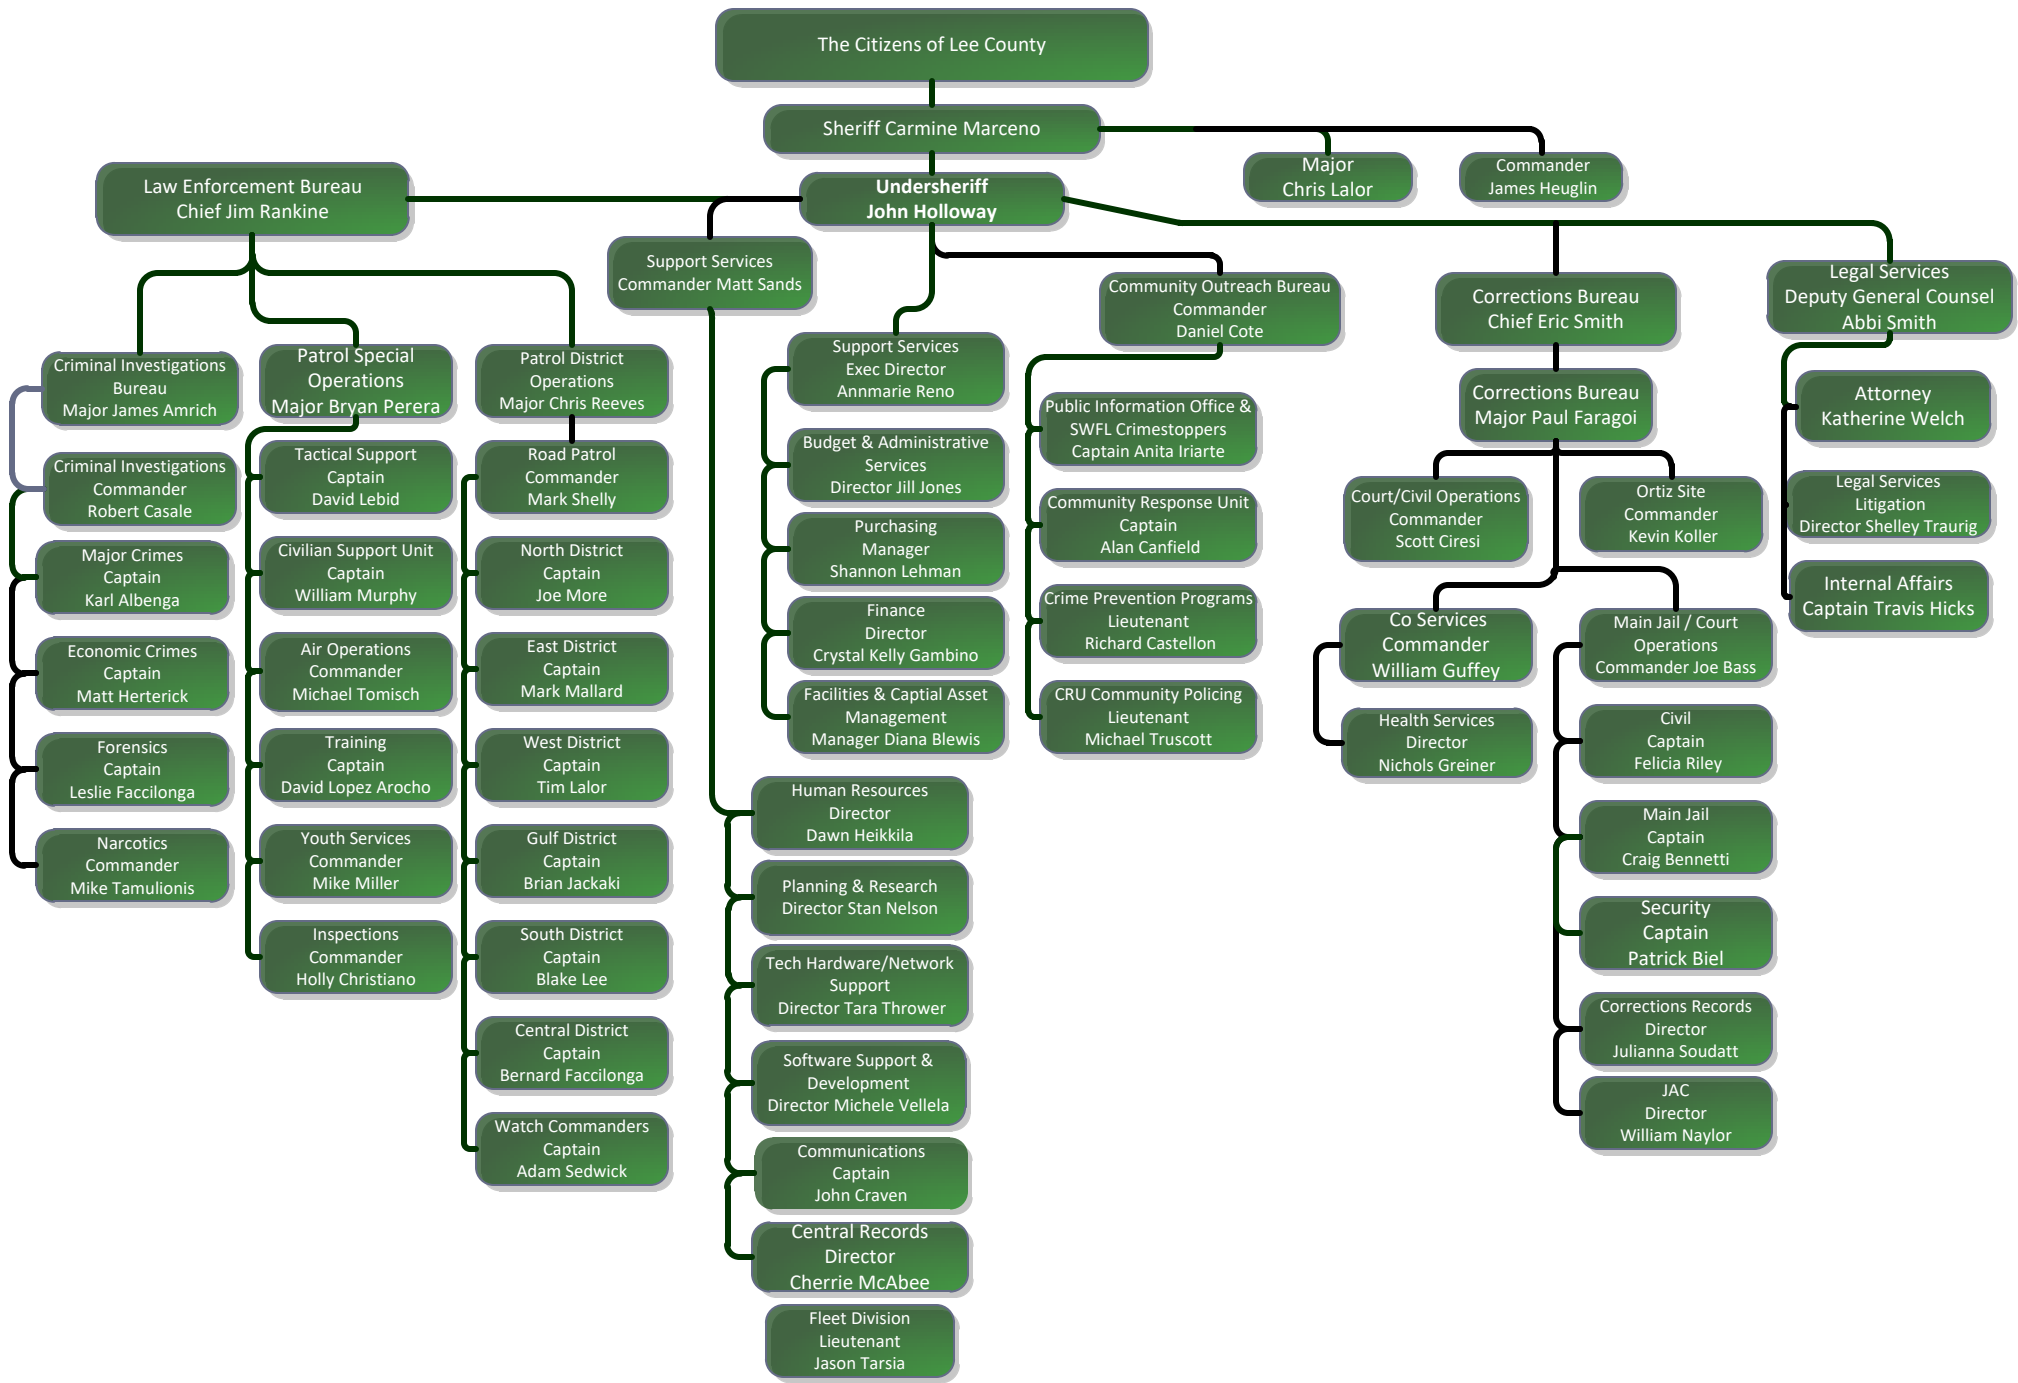 The Citizens of Lee County
Sheriff Carmine Marceno
Major
Chris Lalor
Commander
James Heuglin
Law Enforcement Bureau
Chief Jim Rankine
Undersheriff
John Holloway
Support Services
Commander Matt Sands
Community Outreach Bureau
Commander
Daniel Cote
Corrections Bureau
Chief Eric Smith
Legal Services
Deputy General Counsel
Abbi Smith
Criminal Investigations
Bureau
Major James Amrich
Criminal Investigations
Commander
Robert Casale
Major Crimes
Captain
Karl Albenga
Economic Crimes
Captain
Matt Herterick
Forensics
Captain
Leslie Faccilonga
Narcotics
Commander
Mike Tamulionis
Patrol Special
Operations
Major Bryan Perera
Tactical Support
Captain
David Lebid
Civilian Support Unit
Captain
William Murphy
Air Operations
Commander
Michael Tomisch
Training
Captain
David Lopez Arocho
Youth Services
Commander
Mike Miller
Inspections
Commander
Holly Christiano
Patrol District
Operations
Major Chris Reeves
Road Patrol
Commander
Mark Shelly
North District
Captain
Joe More
East District
Captain
Mark Mallard
West District
Captain
Tim Lalor
Gulf District
Captain
Brian Jackaki
South District
Captain
Blake Lee
Central District
Captain
Bernard Faccilonga
Watch Commanders
Captain
Adam Sedwick
Support Services
Exec Director
Annmarie Reno
Budget & Administrative
Services
Director Jill Jones
Purchasing
Manager
Shannon Lehman
Finance
Director
Crystal Kelly Gambino
Facilities & Captial Asset
Management
Manager Diana Blewis
Human Resources
Director
Dawn Heikkila
Planning & Research
Director Stan Nelson
Tech Hardware/Network
Support
Director Tara Thrower
Software Support &
Development
Director Michele Vellela
Communications
Captain
John Craven
Central Records
Director
Cherrie McAbee
Fleet Division
Lieutenant
Jason Tarsia
Public Information Office &
SWFL Crimestoppers
Captain Anita Iriarte
Community Response Unit
Captain
Alan Canfield
Crime Prevention Programs
Lieutenant
Richard Castellon
CRU Community Policing
Lieutenant
Michael Truscott
Corrections Bureau
Major Paul Faragoi
Court/Civil Operations
Commander
Scott Ciresi
Ortiz Site
Commander
Kevin Koller
Co Services
Commander
William Guffey
Health Services
Director
Nichols Greiner
Main Jail / Court
Operations
Commander Joe Bass
Civil
Captain
Felicia Riley
Main Jail
Captain
Craig Bennetti
Security
Captain
Patrick Biel
Corrections Records
Director
Julianna Soudatt
JAC
Director
William Naylor
Attorney
Katherine Welch
Legal Services
Litigation
Director Shelley Traurig
Internal Affairs
Captain Travis Hicks